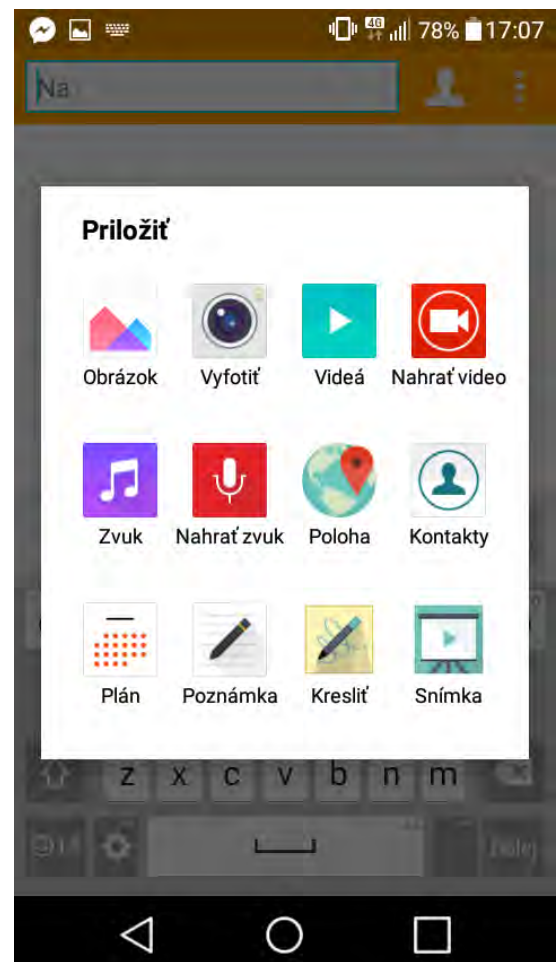 4G 78% 17:07
Na
Priložiť
Obrázok Vyfotiť Videá Nahrať video
Zvuk Nahrať zvuk Poloha Kontakty
Plán Poznámka Kresliť Snímka
z x c v b n m